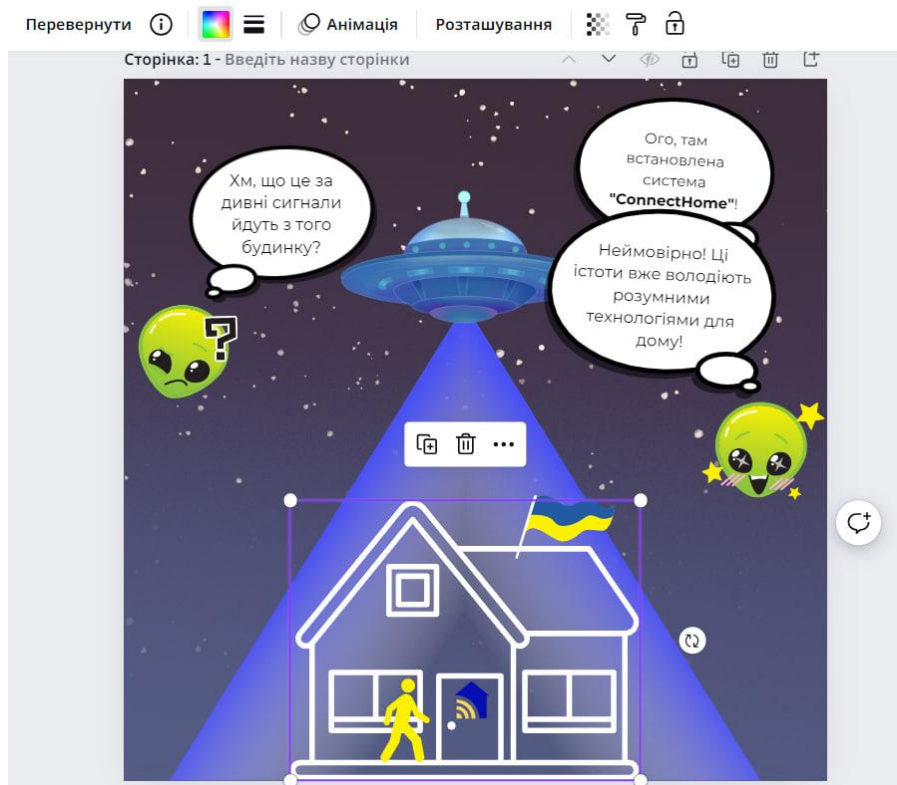 Перевернути
Анімація
Розташування
Сторінка: 1 - Введіть назву сторінки
Хм, що це за
дивні сигнали
йдуть з того
будинку?
Ого, там
встановлена
система
"ConnectHome"!
Неймовірно! Ці
істоти вже володіють
розумними
технологіями для
дому!
?